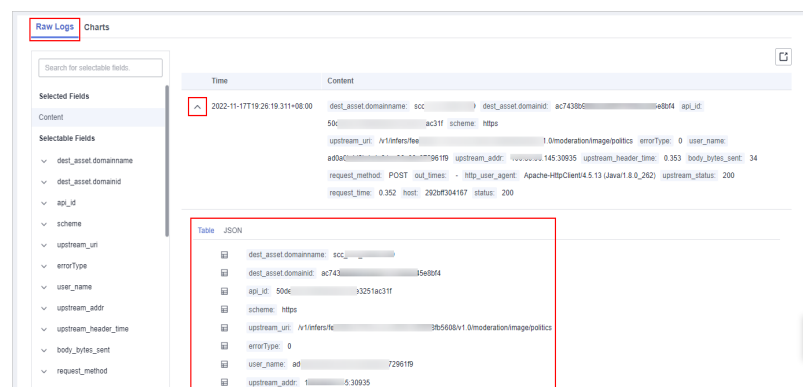 Raw Logs Charts
Search for selectable fields.
Selected Fields
Content
Selectable Fields
dest_asset.domainname
dest_asset.domainid
api_id
scheme
upstream_uri
errorType
user_name
upstream_addr
upstream_header_time
body_bytes_sent
request_method
Time Content
2022-11-17T19:26:19.311+08:00 dest_asset.domainname: scc dest_asset.domainid: ac7438b e8bf4 api_id:
50 ac31f scheme: https
upstream_uri: /v1/infers/fee 1.0/moderation/image/politics errorType: 0 user_name:
ad0a 961f9 upstream_addr: .145:30935 upstream_header_time: 0.353 body_bytes_sent: 34
request_method: POST out_times: - http_user_agent: Apache-HttpClient/4.5.13 (Java/1.8.0_262) upstream_status: 200
request_time: 0.352 host: 292bff304167 status: 200
Table JSON
dest_asset.domainname: scc_
dest_asset.domainid: ac743 5e8bf4
api_id: 50de 3251ac31f
scheme: https
upstream_uri: /v1/infers/fe 8fb5608/v1.0/moderation/image/politics
errorType: 0
user_name: ad 72961f9
upstream_addr: 1 5:30935